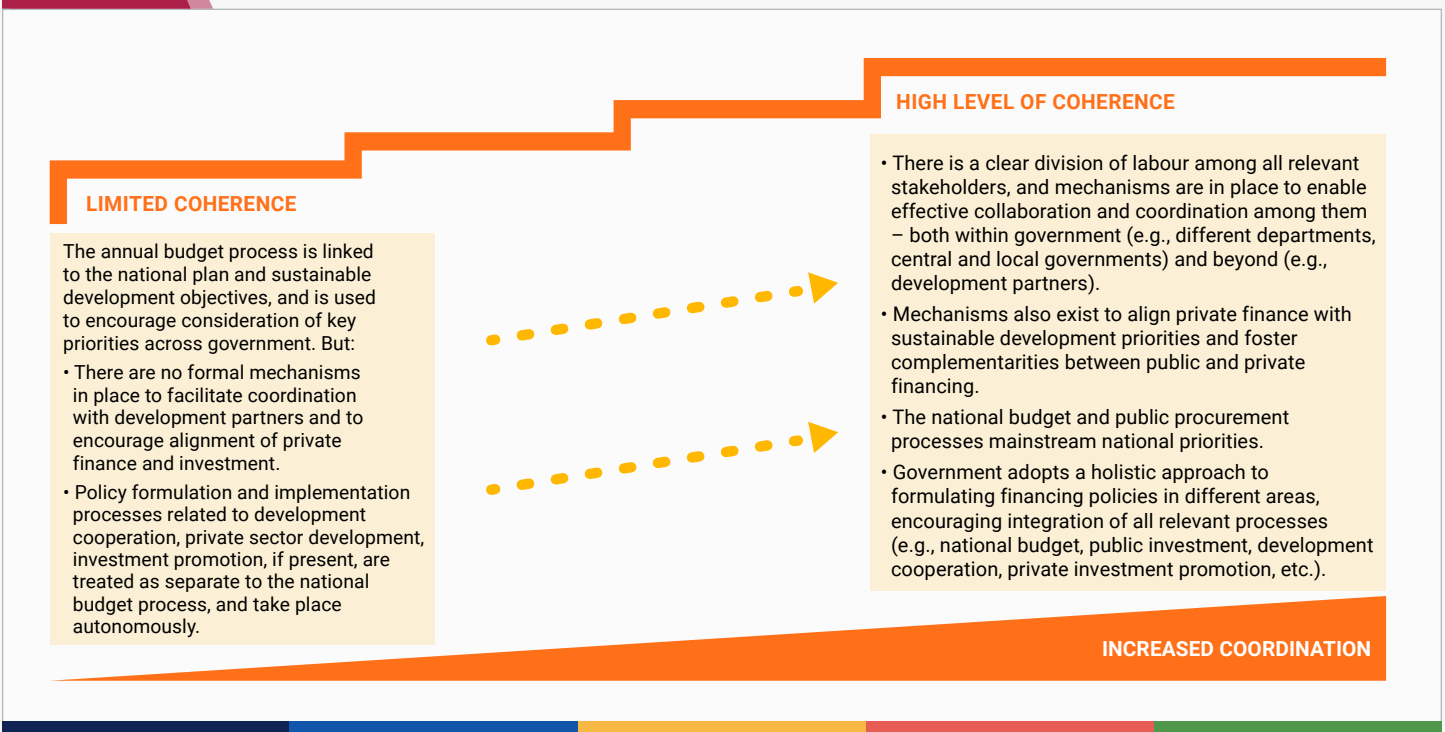 LIMITED COHERENCE
The annual budget process is linked
to the national plan and sustainable
development objectives, and is used
to encourage consideration of key
priorities across government. But:
• There are no formal mechanisms
in place to facilitate coordination
with development partners and to
encourage alignment of private
finance and investment.
• Policy formulation and implementation
processes related to development
cooperation, private sector development,
investment promotion, if present, are
treated as separate to the national
budget process, and take place
autonomously.
HIGH LEVEL OF COHERENCE
• There is a clear division of labour among all relevant
stakeholders, and mechanisms are in place to enable
effective collaboration and coordination among them
– both within government (e.g., different departments,
central and local governments) and beyond (e.g.,
development partners).
• Mechanisms also exist to align private finance with
sustainable development priorities and foster
complementarities between public and private
financing.
• The national budget and public procurement
processes mainstream national priorities.
• Government adopts a holistic approach to
formulating financing policies in different areas,
encouraging integration of all relevant processes
(e.g., national budget, public investment, development
cooperation, private investment promotion, etc.).
INCREASED COORDINATION